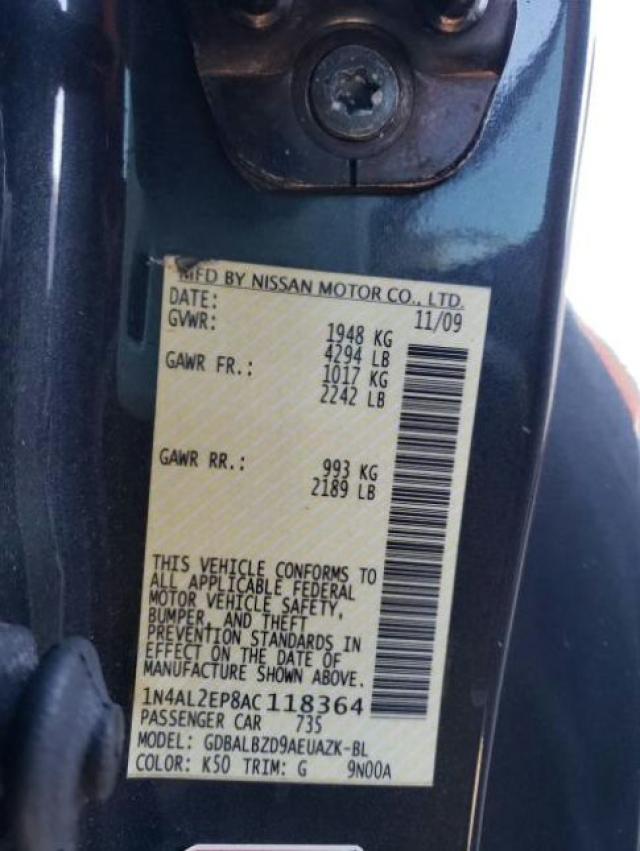 MFD BY NISSAN MOTOR CO., LTD.
DATE: 11/09
GVWR: 1948 KG
4294 LB
GAWR FR.: 1017 KG
2242 LB
GAWR RR.: 993 KG
2189 LB
THIS VEHICLE CONFORMS TO
ALL APPLICABLE FEDERAL
MOTOR VEHICLE SAFETY,
BUMPER, AND THEFT
PREVENTION STANDARDS IN
EFFECT ON THE DATE OF
MANUFACTURE SHOWN ABOVE.
1N4AL2EP8AC118364
PASSENGER CAR 735
MODEL: GDBALBZD9AEUAZK-BL
COLOR: K50 TRIM: G 9N00A